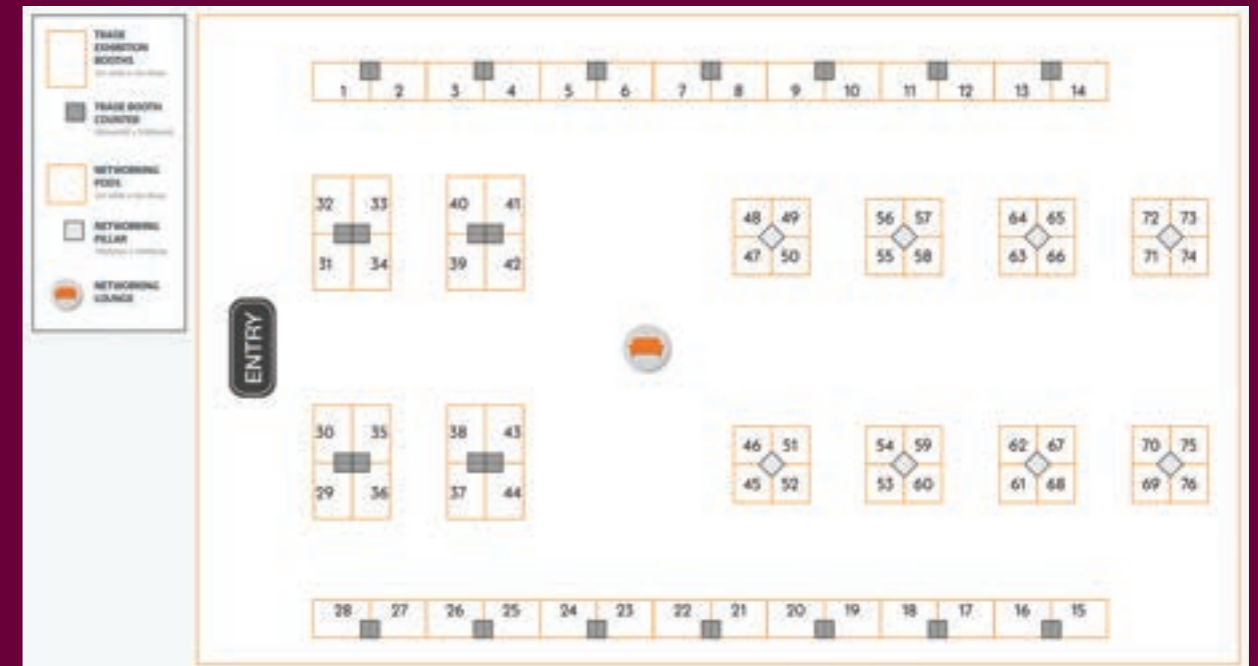 TRADE
EXHIBITION
BOOTHS
TRADE BOOTH
COUNTER
NETWORKING
PODS
NETWORKING
PILLAR
NETWORKING
LOUNGE
1 2 3 4 5 6 7 8 9 10 11 12 13 14
32 33 40 41
48 49 56 57 64 65 72 73
31 34 39 42
47 50 55 58 63 66 71 74
ENTRY
30 35 38 43
46 51 54 59 62 67 70 75
29 36 37 44
45 52 53 60 61 68 69 76
28 27 26 25 24 23 22 21 20 19 18 17 16 15